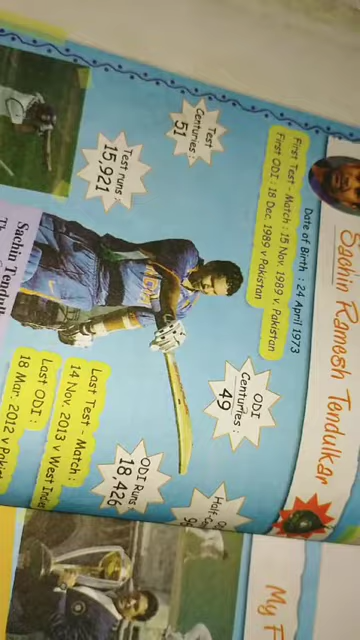 Sachin Ramesh Tendulkar
Date of Birth : 24 April 1973
First Test - Match : 15 Nov. 1989 v. Pakistan
First ODI : 18 Dec. 1989 v Pakistan
Test
Centuries :
51
Test runs :
15,921
ODI
Centuries :
49
ODI Runs
18,426
Half-
Last Test - Match :
14 Nov. 2013 v West
Last ODI :
18 Mar. 2012 v
Sachin
My